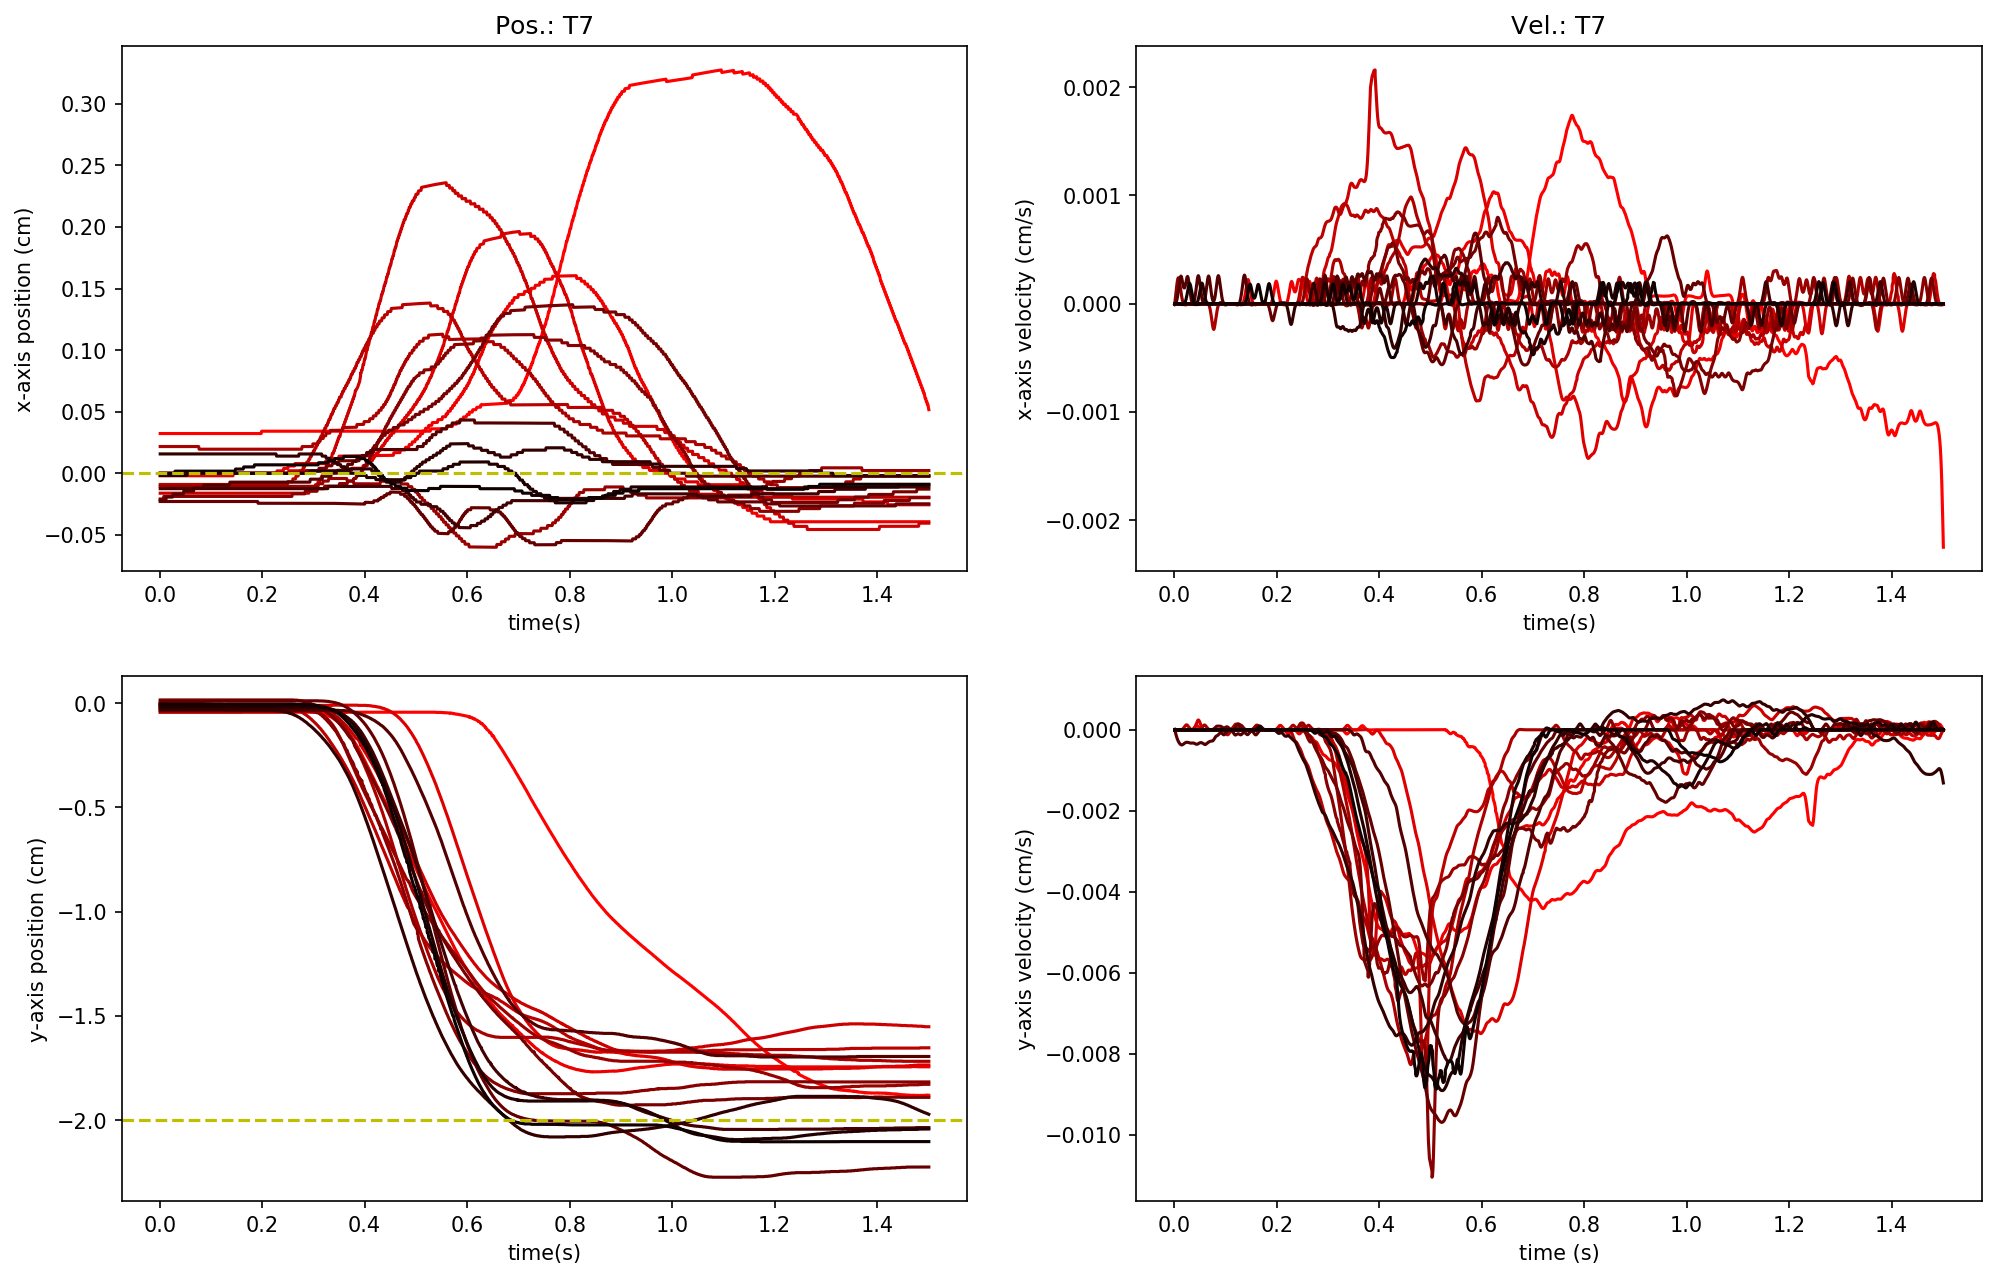 Pos.: T7
x-axis position (cm)
0.30
0.25
0.20
0.15
0.10
0.05
0.00
−0.05
0.0 0.2 0.4 0.6 0.8 1.0 1.2 1.4
time(s)
Vel.: T7
x-axis velocity (cm/s)
0.002
0.001
0.000
−0.001
−0.002
0.0 0.2 0.4 0.6 0.8 1.0 1.2 1.4
time(s)
y-axis position (cm)
0.0
−0.5
−1.0
−1.5
−2.0
0.0 0.2 0.4 0.6 0.8 1.0 1.2 1.4
time(s)
y-axis velocity (cm/s)
0.000
−0.002
−0.004
−0.006
−0.008
−0.010
0.0 0.2 0.4 0.6 0.8 1.0 1.2 1.4
time (s)